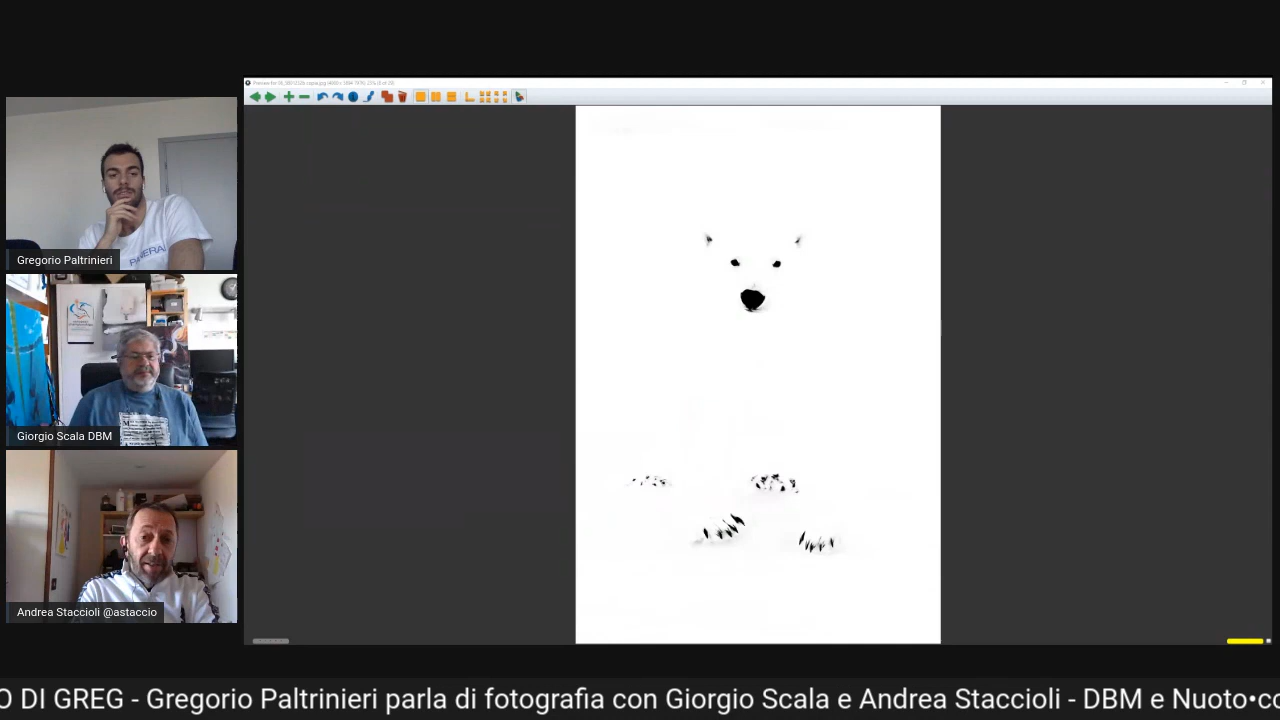 Gregorio Paltrinieri
Giorgio Scala DBM
Andrea Staccioli @astaccio
O DI GREG - Gregorio Paltrinieri parla di fotografia con Giorgio Scala e Andrea Staccioli - DBM e Nuoto•co